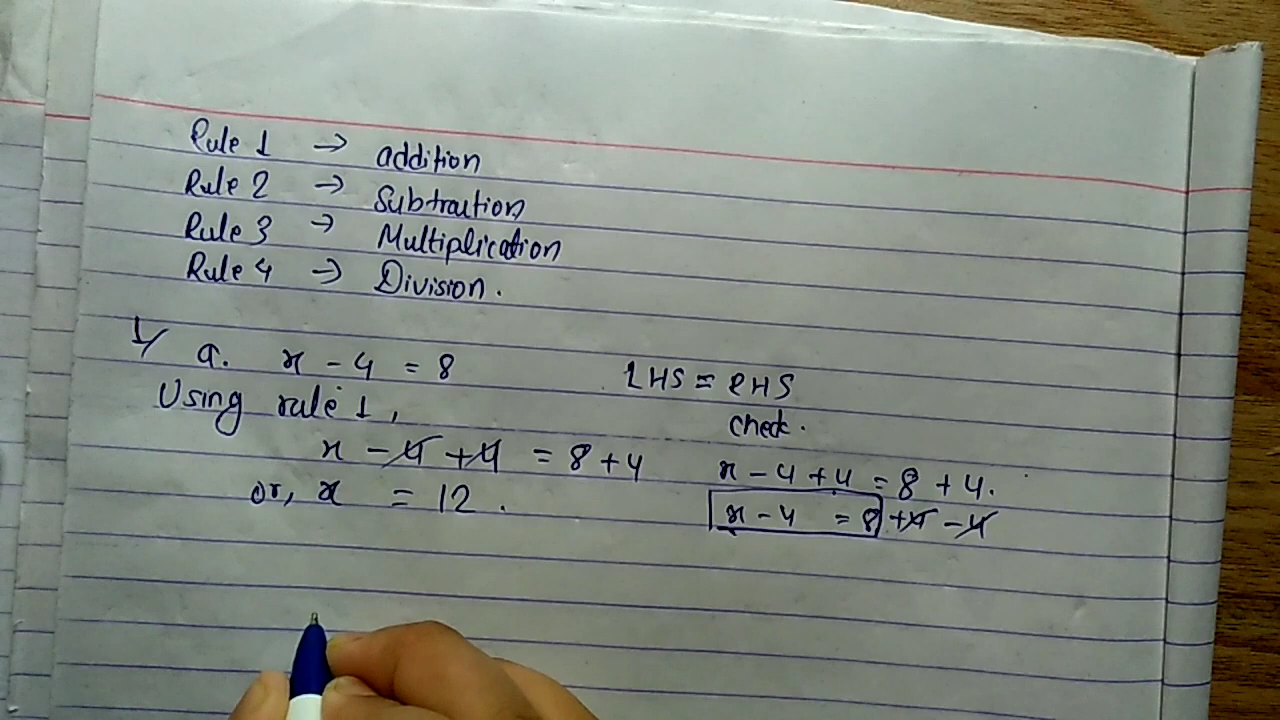 Rule 1 → addition
Rule 2 → Subtraction
Rule 3 → Multiplication
Rule 4 → Division.
1/ a. x - 4 = 8
Using rule 1,
x - 4 + 4 = 8 + 4
or, x = 12.
LHS = RHS
check.
x - 4 + 4 = 8 + 4.
x - 4 = 8 + 4 - 4